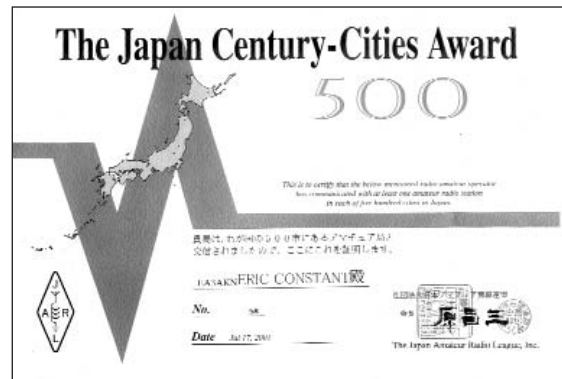 The Japan Century-Cities Award
500
This is to certify that the below mentioned radio amateur operator
has communicated with at least one amateur radio station
in each of five hundred cities in Japan.
貴局は、わが国の500市にあるアマチュア局と
交信されましたので、ここにこれを証明します。
ERIC CONSTANT殿
No.
Date Jul 17, 2001
J
A R
L
The Japan Amateur Radio League, Inc.